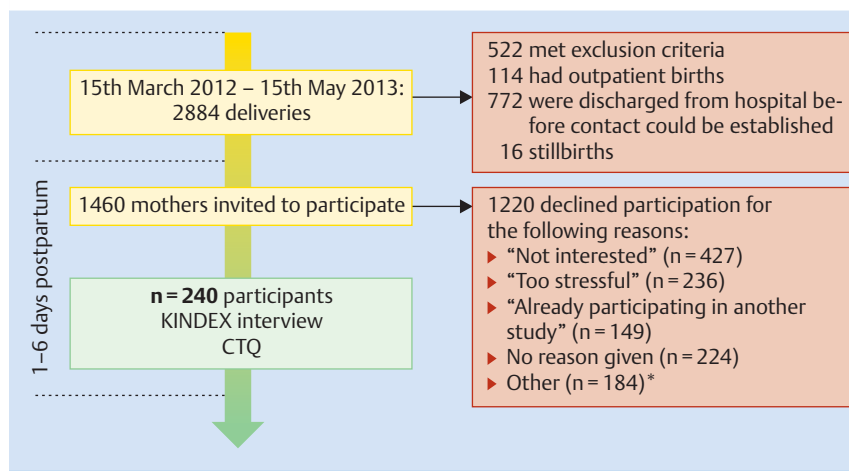 15th March 2012 – 15th May 2013:
2884 deliveries
522 met exclusion criteria
114 had outpatient births
772 were discharged from hospital be-
fore contact could be established
16 stillbirths
1–6 days postpartum
1460 mothers invited to participate
1220 declined participation for
the following reasons:
▶ “Not interested” (n = 427)
▶ “Too stressful” (n = 236)
▶ “Already participating in another
study” (n = 149)
▶ No reason given (n = 224)
▶ Other (n = 184)*
n = 240 participants
KINDEX interview
CTQ